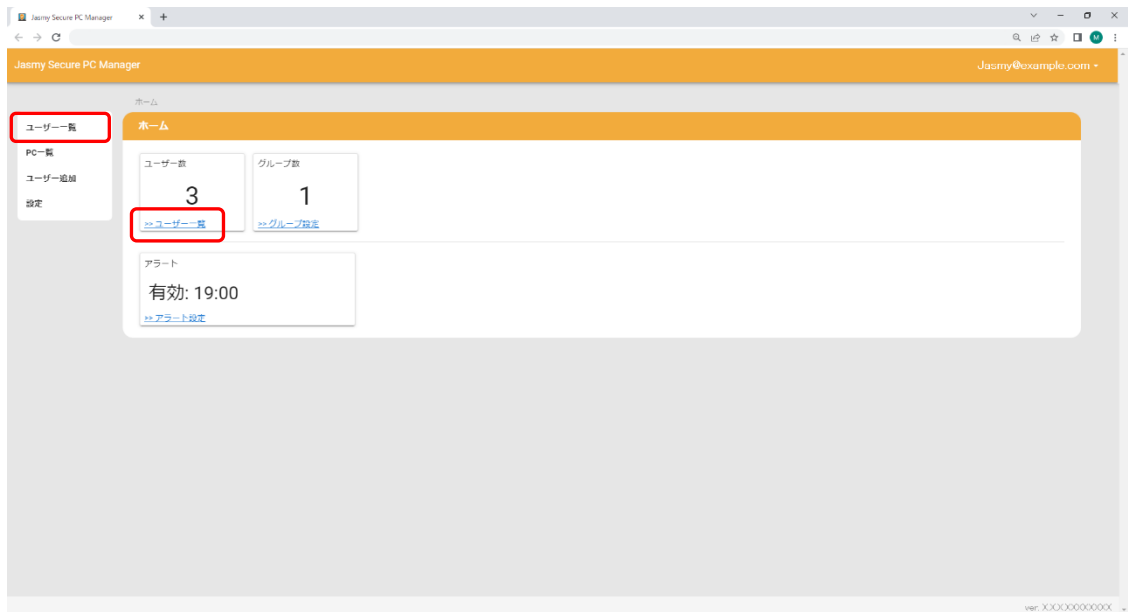 Jasmy Secure PC Manager
Jasmy Secure PC Manager
Jasmy@example.com
ホーム
ユーザー一覧
PC一覧
ユーザー追加
設定
ホーム
ユーザー数
3
>> ユーザー一覧
グループ数
1
>> グループ設定
アラート
有効: 19:00
>> アラート設定
M
ver. XXXXXXXXXXX